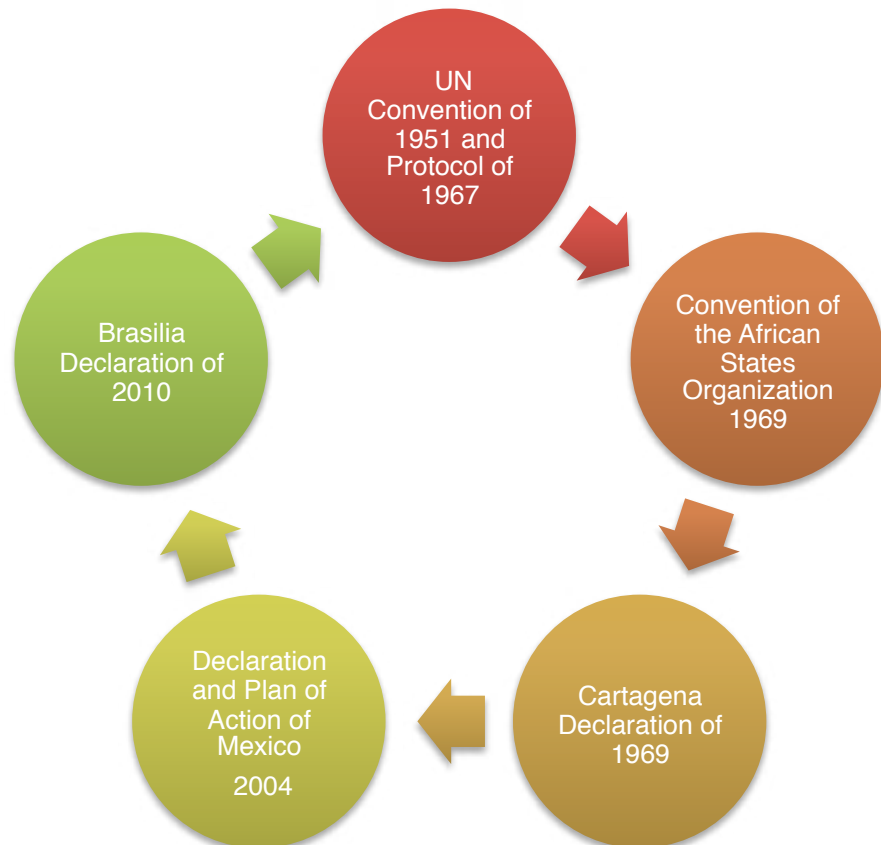 UN
Convention of
1951 and
Protocol of
1967
Convention of
the African
States
Organization
1969
Cartagena
Declaration of
1969
Declaration
and Plan of
Action of
Mexico
2004
Brasilia
Declaration of
2010